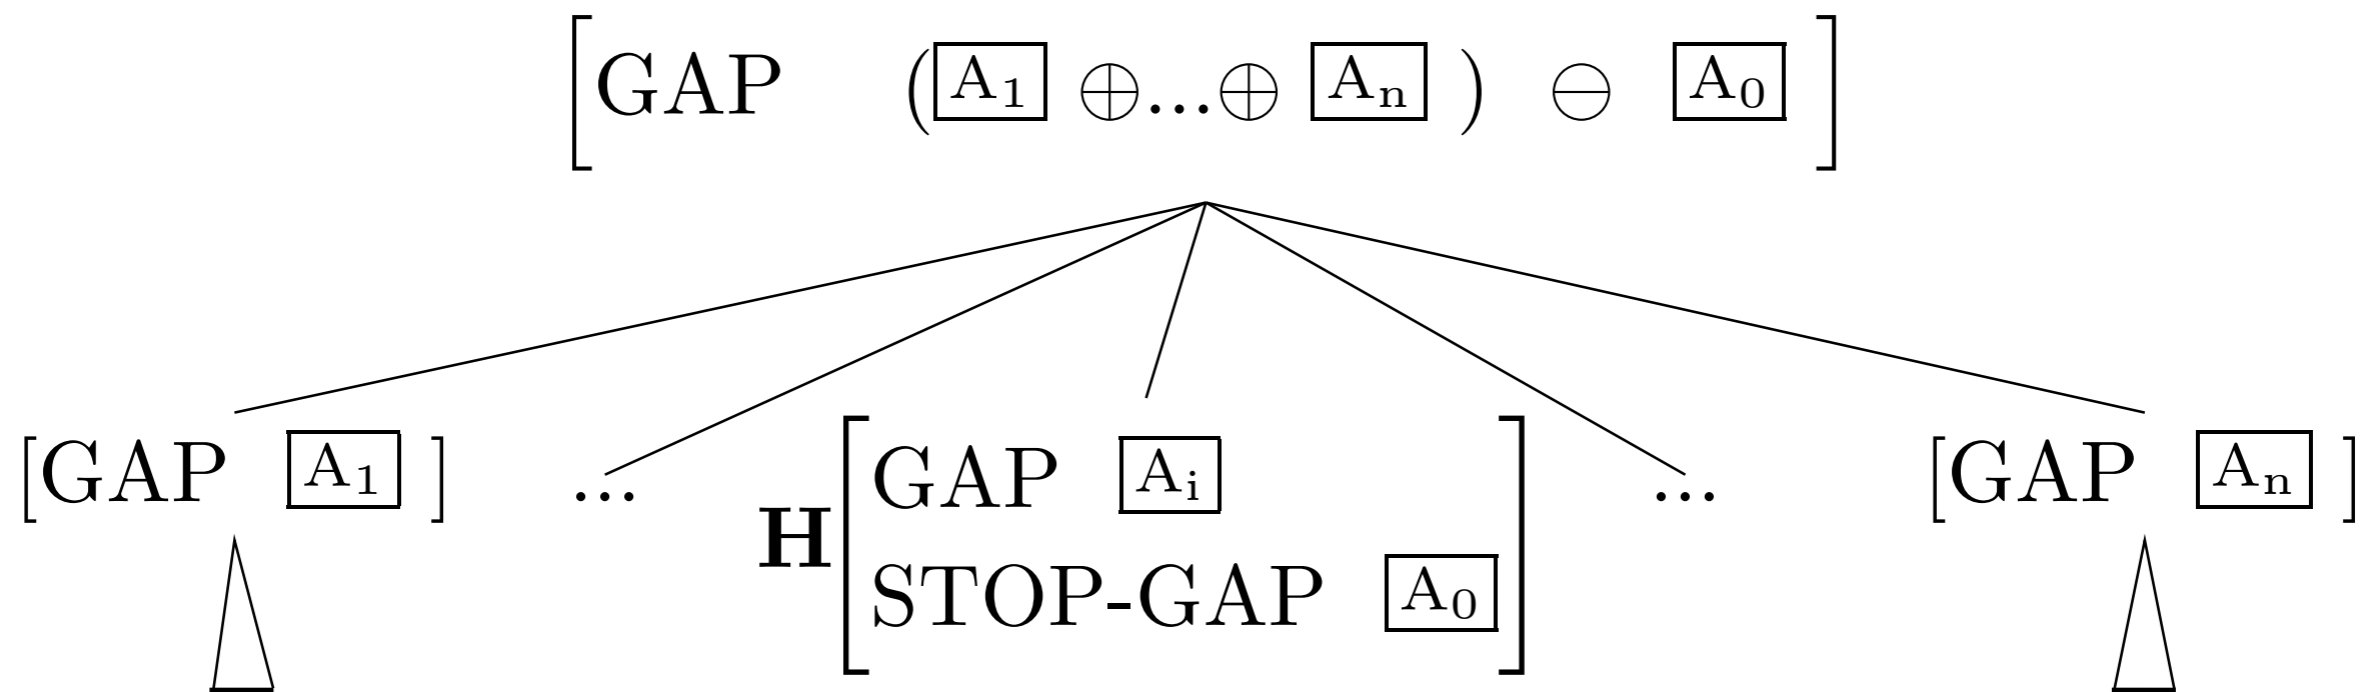 [GAP (A₁ ⊕...⊕ Aₙ) ⊖ A₀]
[GAP A₁] ... H[GAP Aᵢ ... [GAP Aₙ]
STOP-GAP A₀]